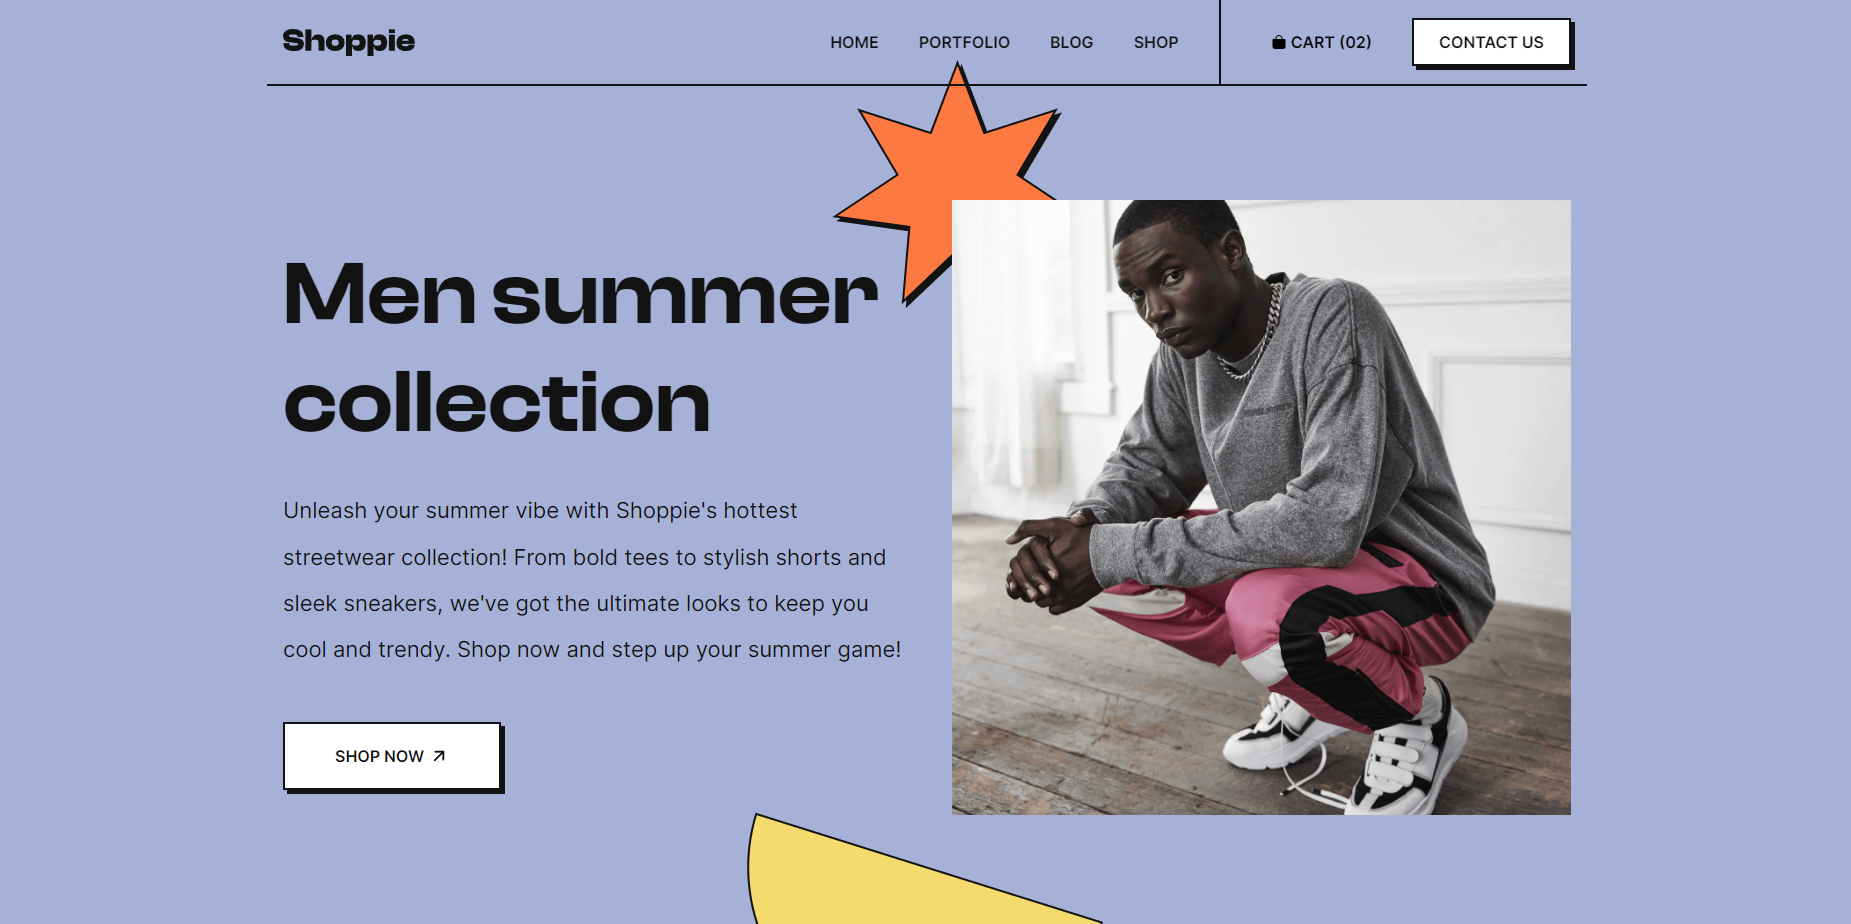 Shoppie
HOME PORTFOLIO BLOG SHOP CART (02) CONTACT US
Men summer
collection
Unleash your summer vibe with Shoppie's hottest
streetwear collection! From bold tees to stylish shorts and
sleek sneakers, we've got the ultimate looks to keep you
cool and trendy. Shop now and step up your summer game!
SHOP NOW